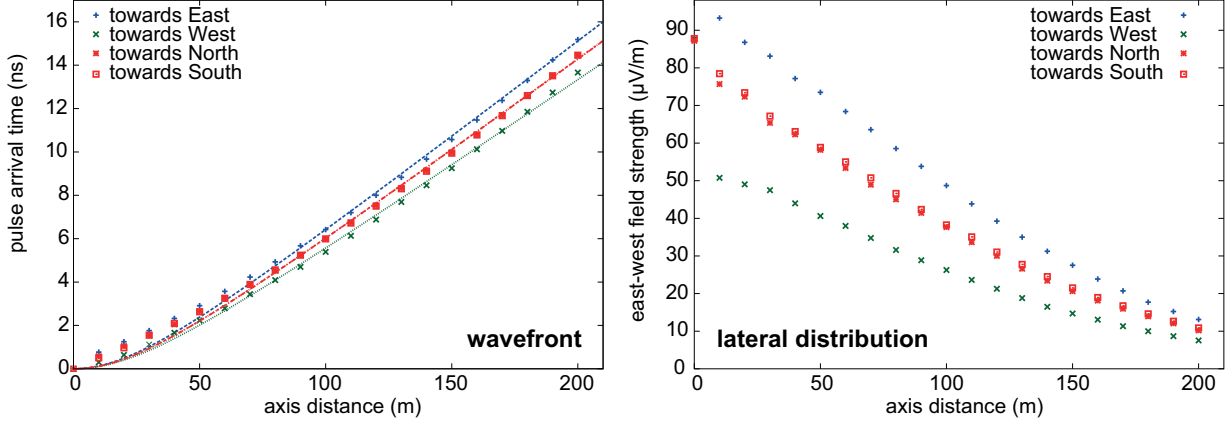 pulse arrival time (ns)
16
14
12
10
8
6
4
2
0
towards East
towards West
towards North
towards South
wavefront
0 50 100 150 200
axis distance (m)
east-west field strength (µV/m)
90
80
70
60
50
40
30
20
10
0
towards East
towards West
towards North
towards South
lateral distribution
0 50 100 150 200
axis distance (m)